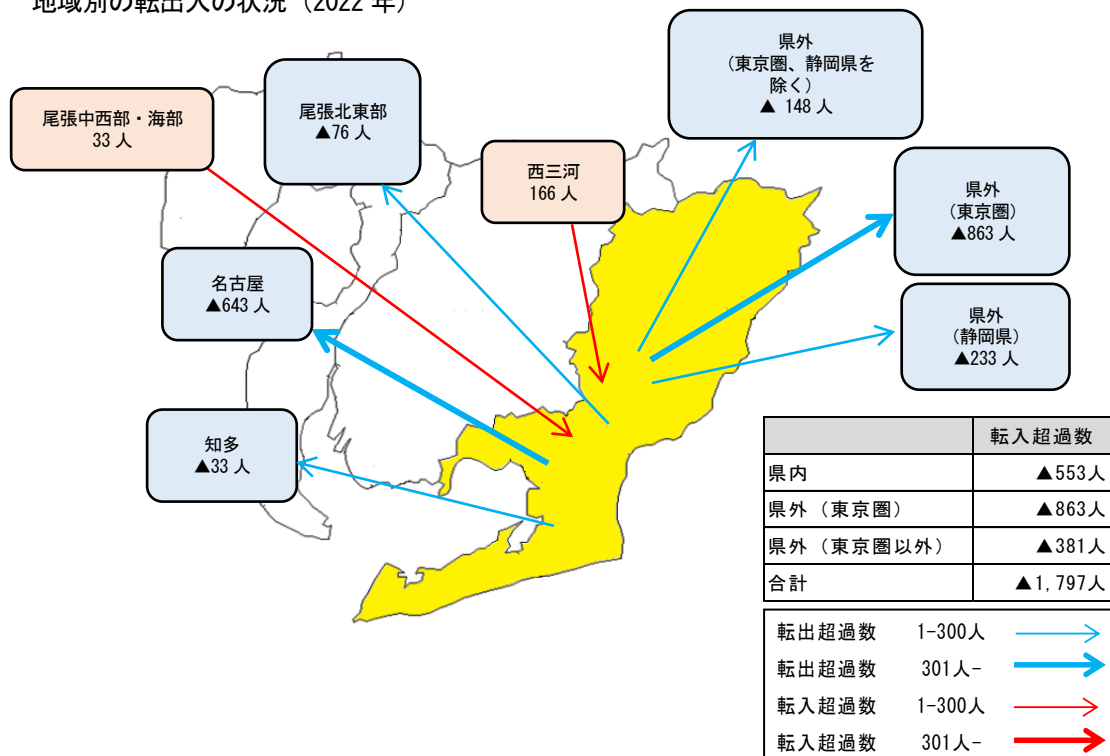 地域別の転出入の状況（2022 年）
県外
（東京圏、静岡県を
除く）
▲ 148 人
尾張中西部・海部
33 人
尾張北東部
▲76 人
西三河
166 人
県外
（東京圏）
▲863 人
名古屋
▲643 人
県外
（静岡県）
▲233 人
知多
▲33 人
転入超過数
県内 ▲553人
県外（東京圏） ▲863人
県外（東京圏以外） ▲381人
合計 ▲1,797人
転出超過数 1-300人
転出超過数 301人-
転入超過数 1-300人
転入超過数 301人-